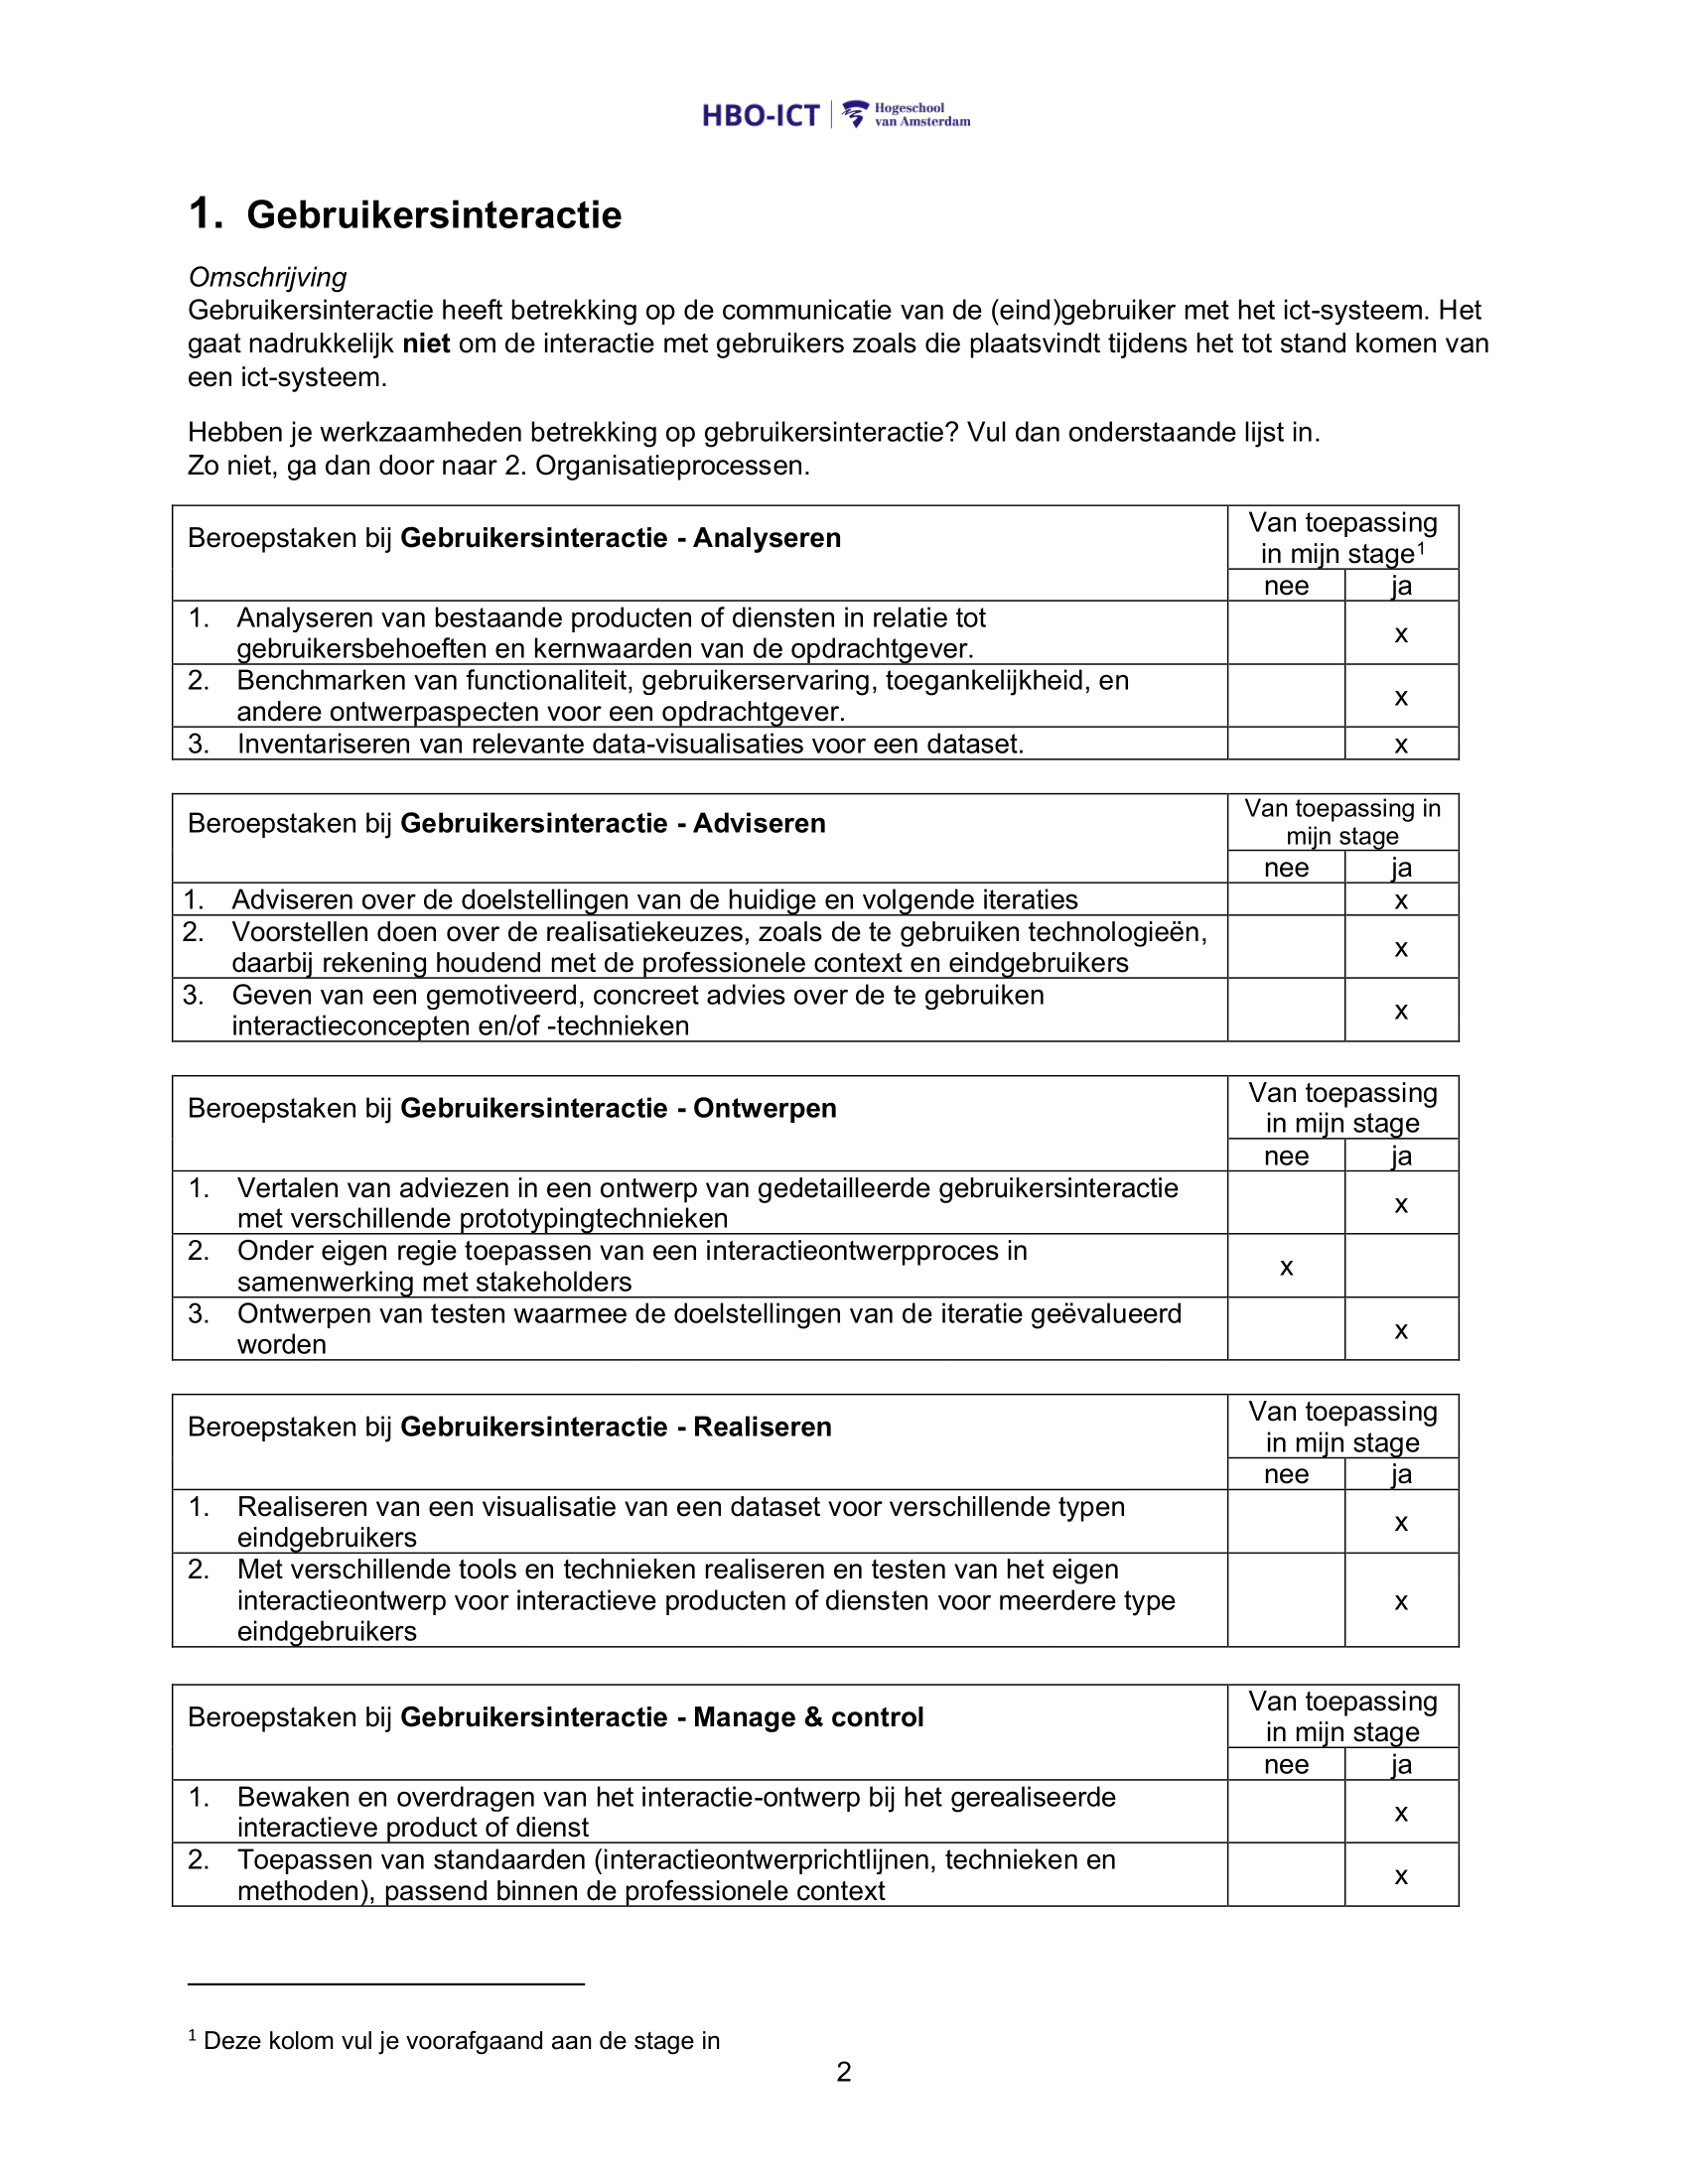 HBO-ICT | Hogeschool
van Amsterdam
1. Gebruikersinteractie
Omschrijving
Gebruikersinteractie heeft betrekking op de communicatie van de (eind)gebruiker met het ict-systeem. Het
gaat nadrukkelijk niet om de interactie met gebruikers zoals die plaatsvindt tijdens het tot stand komen van
een ict-systeem.
Hebben je werkzaamheden betrekking op gebruikersinteractie? Vul dan onderstaande lijst in.
Zo niet, ga dan door naar 2. Organisatieprocessen.
Beroepstaken bij Gebruikersinteractie - Analyseren
Van toepassing
in mijn stage¹
nee ja
1. Analyseren van bestaande producten of diensten in relatie tot
gebruikersbehoeften en kernwaarden van de opdrachtgever.
x
2. Benchmarken van functionaliteit, gebruikerservaring, toegankelijkheid, en
andere ontwerpaspecten voor een opdrachtgever.
x
3. Inventariseren van relevante data-visualisaties voor een dataset. x
Beroepstaken bij Gebruikersinteractie - Adviseren
Van toepassing in
mijn stage
nee ja
1. Adviseren over de doelstellingen van de huidige en volgende iteraties x
2. Voorstellen doen over de realisatiekeuzes, zoals de te gebruiken technologieën,
daarbij rekening houdend met de professionele context en eindgebruikers
x
3. Geven van een gemotiveerd, concreet advies over de te gebruiken
interactieconcepten en/of -technieken
x
Beroepstaken bij Gebruikersinteractie - Ontwerpen
Van toepassing
in mijn stage
nee ja
1. Vertalen van adviezen in een ontwerp van gedetailleerde gebruikersinteractie
met verschillende prototypingtechnieken
x
2. Onder eigen regie toepassen van een interactieontwerpproces in
samenwerking met stakeholders
x
3. Ontwerpen van testen waarmee de doelstellingen van de iteratie geëvalueerd
worden
x
Beroepstaken bij Gebruikersinteractie - Realiseren
Van toepassing
in mijn stage
nee ja
1. Realiseren van een visualisatie van een dataset voor verschillende typen
eindgebruikers
x
2. Met verschillende tools en technieken realiseren en testen van het eigen
interactieontwerp voor interactieve producten of diensten voor meerdere type
eindgebruikers
x
Beroepstaken bij Gebruikersinteractie - Manage & control
Van toepassing
in mijn stage
nee ja
1. Bewaken en overdragen van het interactie-ontwerp bij het gerealiseerde
interactieve product of dienst
x
2. Toepassen van standaarden (interactieontwerprichtlijnen, technieken en
methoden), passend binnen de professionele context
x
¹ Deze kolom vul je voorafgaand aan de stage in
2